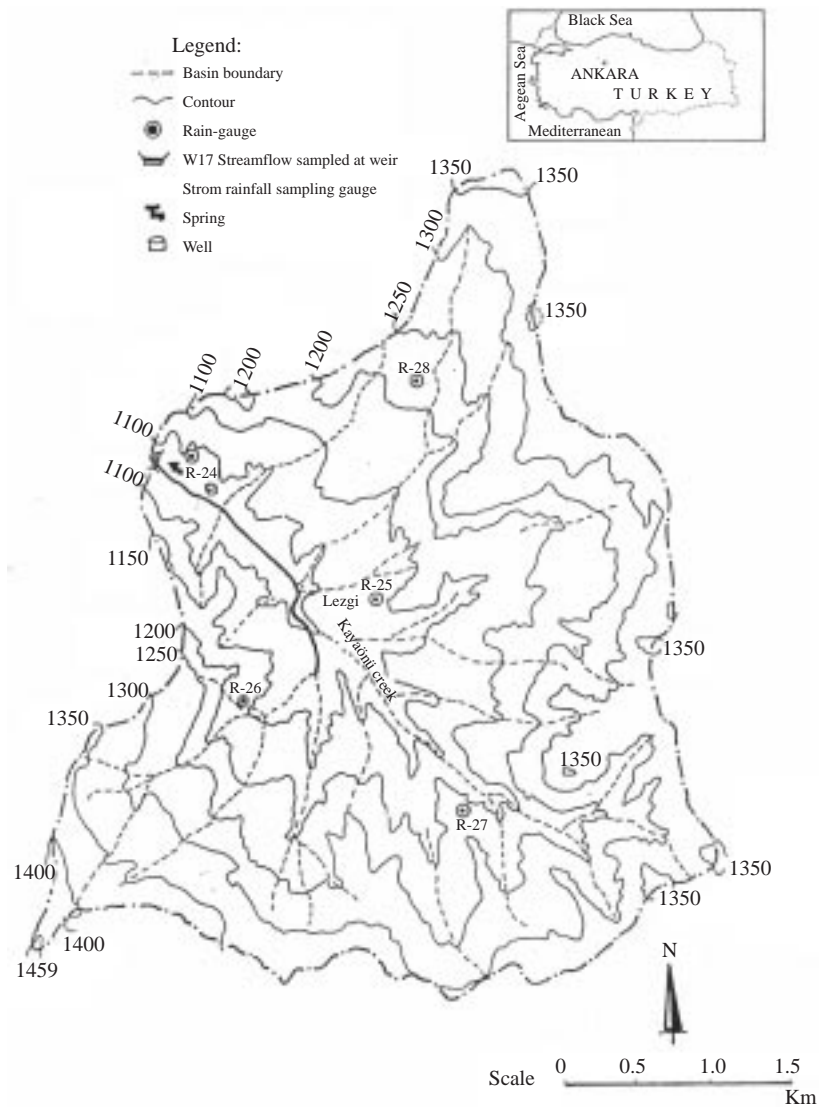 Legend:
Basin boundary
Contour
Rain-gauge
W17 Streamflow sampled at weir
Strom rainfall sampling gauge
Spring
Well
Black Sea
Aegean Sea
ANKARA
TURKEY
Mediterranean
1350
1350
1300
1250
1350
1200
1200
1100
R-28
1100
1100
R-24
1150
R-25
Lezgi
Kayaönü creek
1200
1250
1350
R-26
1300
1350
1350
R-27
1350
1350
1400
1400
1459
N
Scale
0 0.5 1.0 1.5
Km